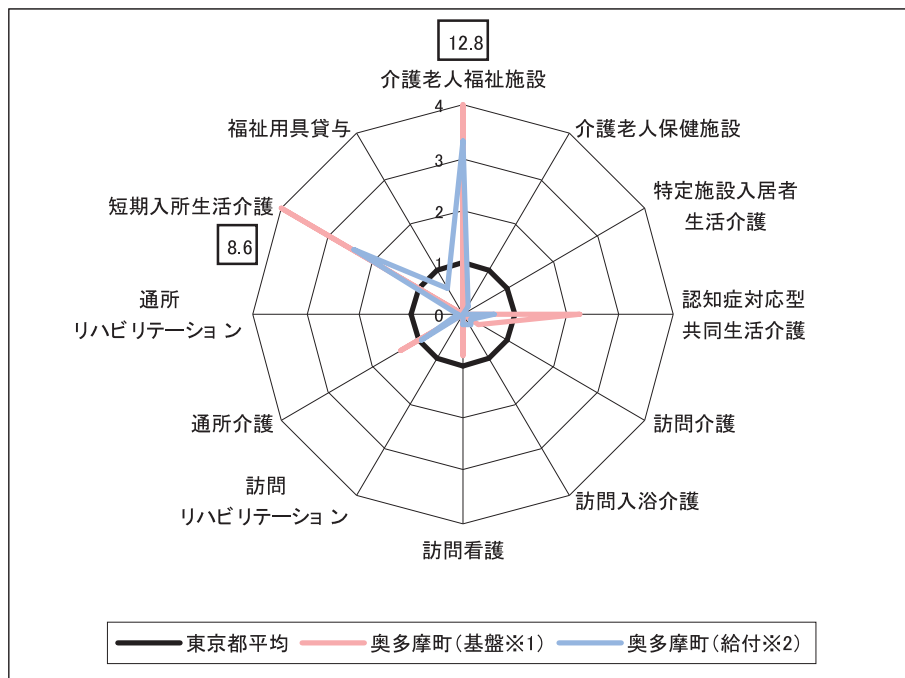 12.8
介護老人福祉施設
4
福祉用具貸与
介護老人保健施設
3
特定施設入居者
生活介護
短期入所生活介護
2
8.6
1
通所
リハビリテーション
0
認知症対応型
共同生活介護
通所介護
訪問介護
訪問
リハビリテーション
訪問入浴介護
訪問看護
東京都平均
奥多摩町(基盤※1)
奥多摩町(給付※2)